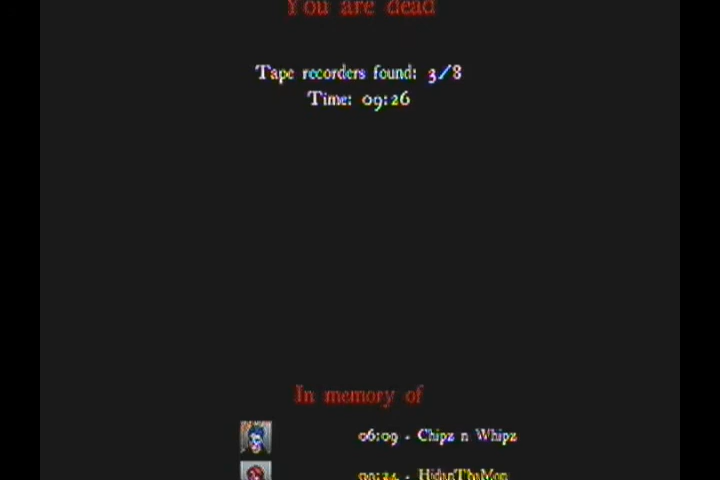 You are dead
Tape recorders found: 3/8
Time: 09:26
In memory of
06:09 - Chipz n Whipz